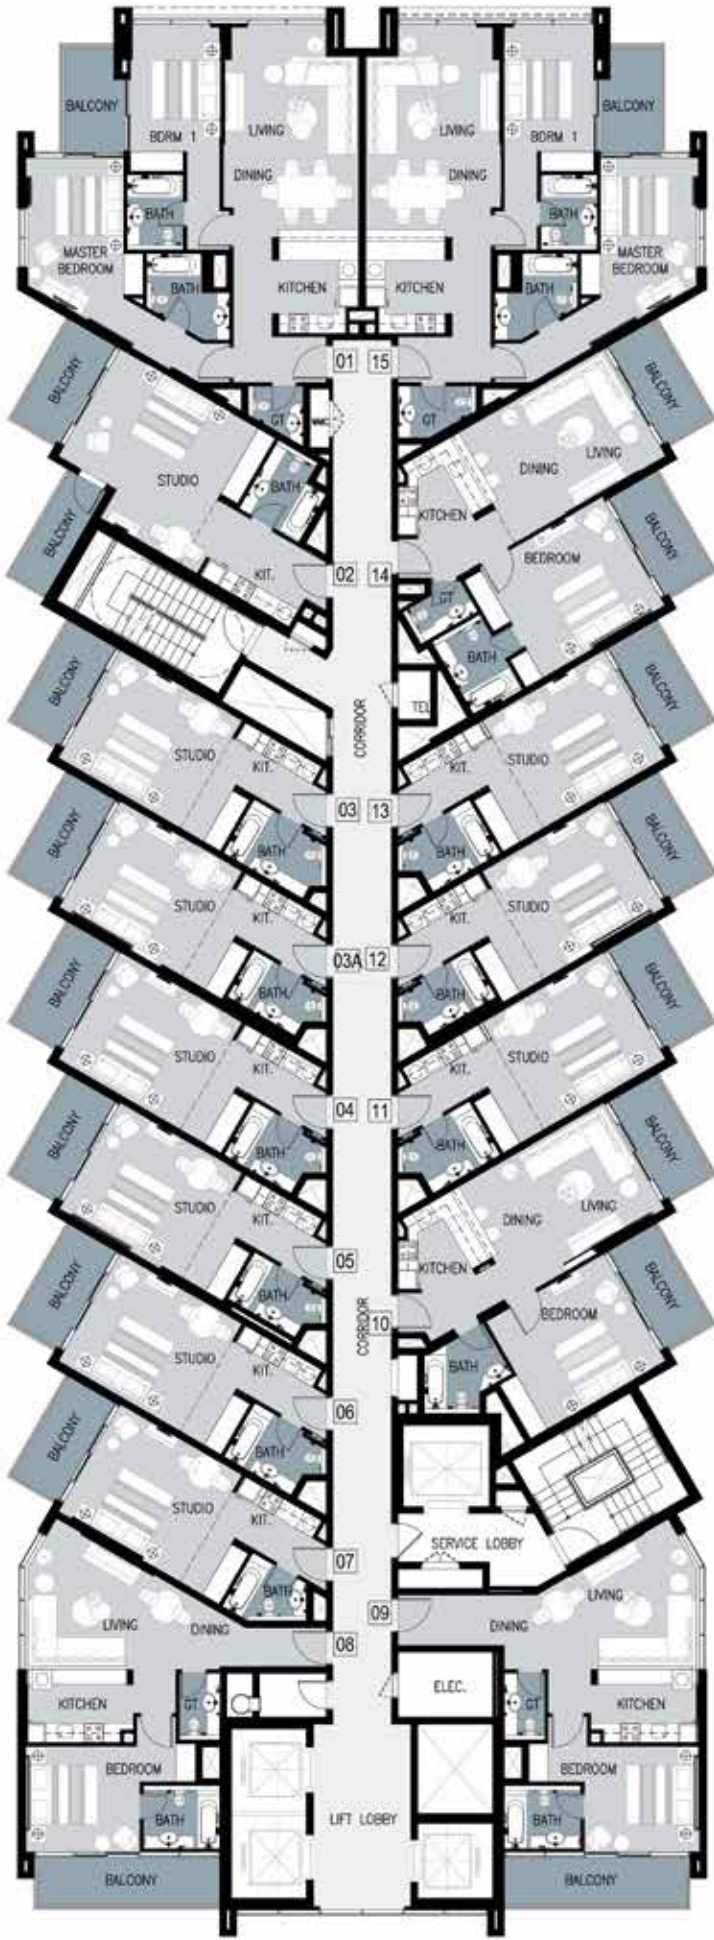 BALCONY
BDRM 1
LIVING
DINING
BATH
MASTER
BEDROOM
BATH
KITCHEN
LIVING
DINING
BDRM 1
BALCONY
BATH
MASTER
BEDROOM
BATH
KITCHEN
01
15
BALCONY
GT
GT
BALCONY
STUDIO
BATH
DINING
LIVING
KITCHEN
BALCONY
KIT.
02
14
BEDROOM
BALCONY
GT
BATH
TEL
CORRIDOR
BALCONY
STUDIO
KIT.
BATH
03
13
KIT.
STUDIO
BATH
BALCONY
BALCONY
STUDIO
KIT.
BATH
03A
12
KIT.
STUDIO
BATH
BALCONY
BALCONY
STUDIO
KIT.
BATH
04
11
KIT.
STUDIO
BATH
BALCONY
BALCONY
STUDIO
KIT.
BATH
05
DINING
LIVING
KITCHEN
BALCONY
BALCONY
STUDIO
KIT.
BATH
06
CORRIDOR
10
BEDROOM
BATH
BALCONY
BALCONY
STUDIO
KIT.
BATH
07
SERVICE LOBBY
09
08
LIVING
DINING
KITCHEN
GT
BEDROOM
BATH
BALCONY
ELEC.
LIFT LOBBY
LIVING
DINING
GT
KITCHEN
BEDROOM
BATH
BALCONY